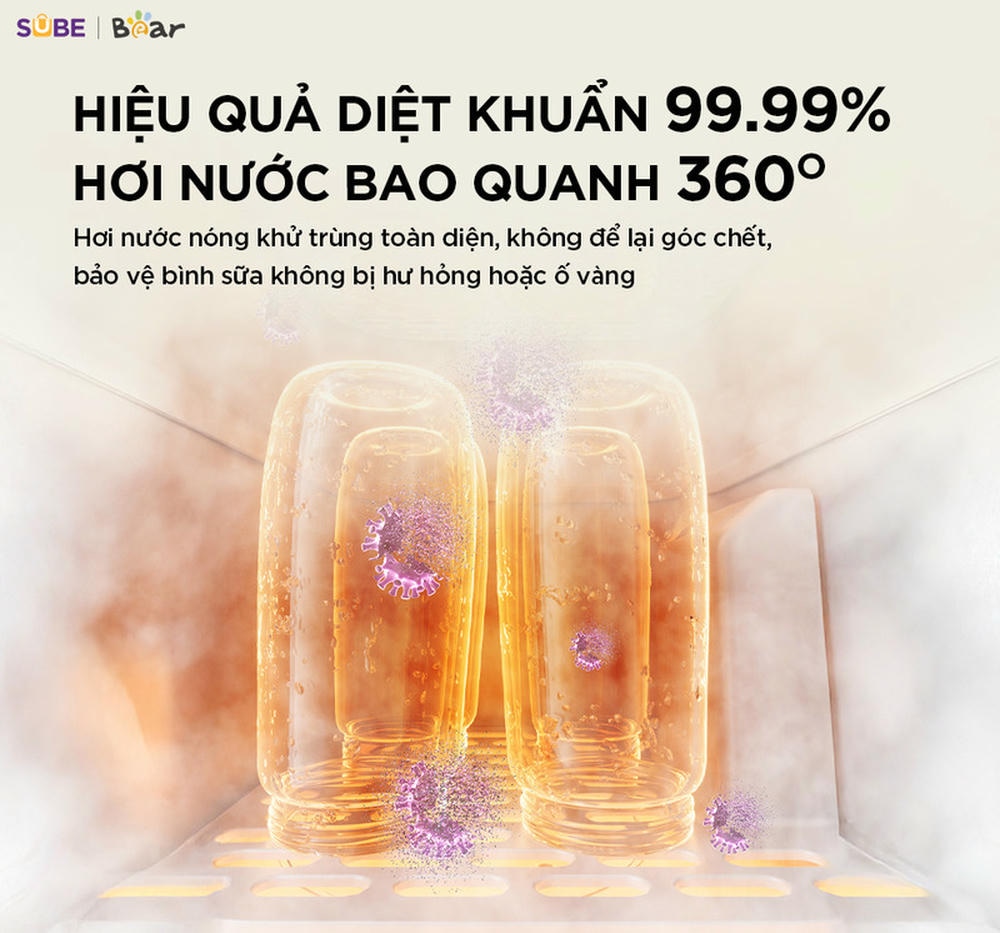 SUBE | Bear
HIỆU QUẢ DIỆT KHUẨN 99.99%
HƠI NƯỚC BAO QUANH 360°
Hơi nước nóng khử trùng toàn diện, không để lại góc chết,
bảo vệ bình sữa không bị hư hỏng hoặc ố vàng